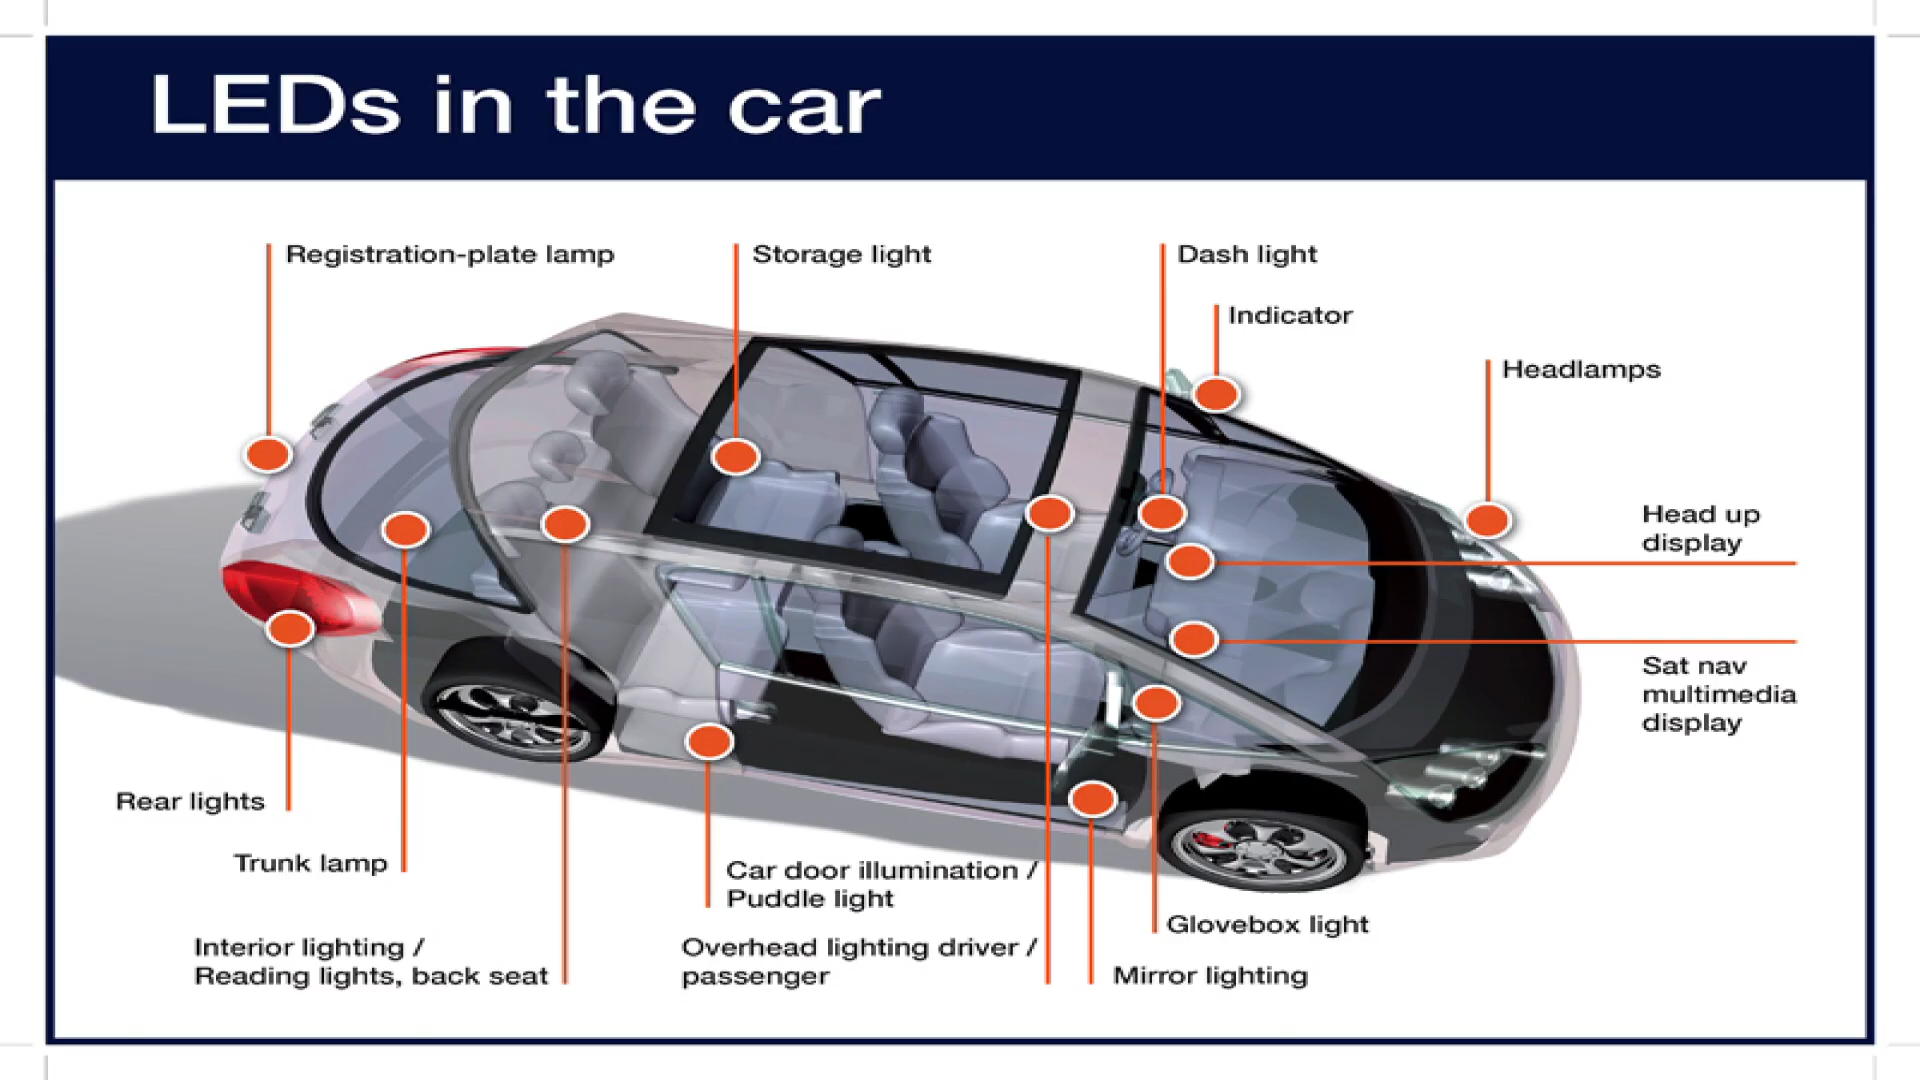 LEDs in the car
Registration-plate lamp
Storage light
Dash light
Indicator
Headlamps
Head up
display
Sat nav
multimedia
display
Rear lights
Trunk lamp
Car door illumination /
Puddle light
Glovebox light
Interior lighting /
Reading lights, back seat
Overhead lighting driver /
passenger
Mirror lighting